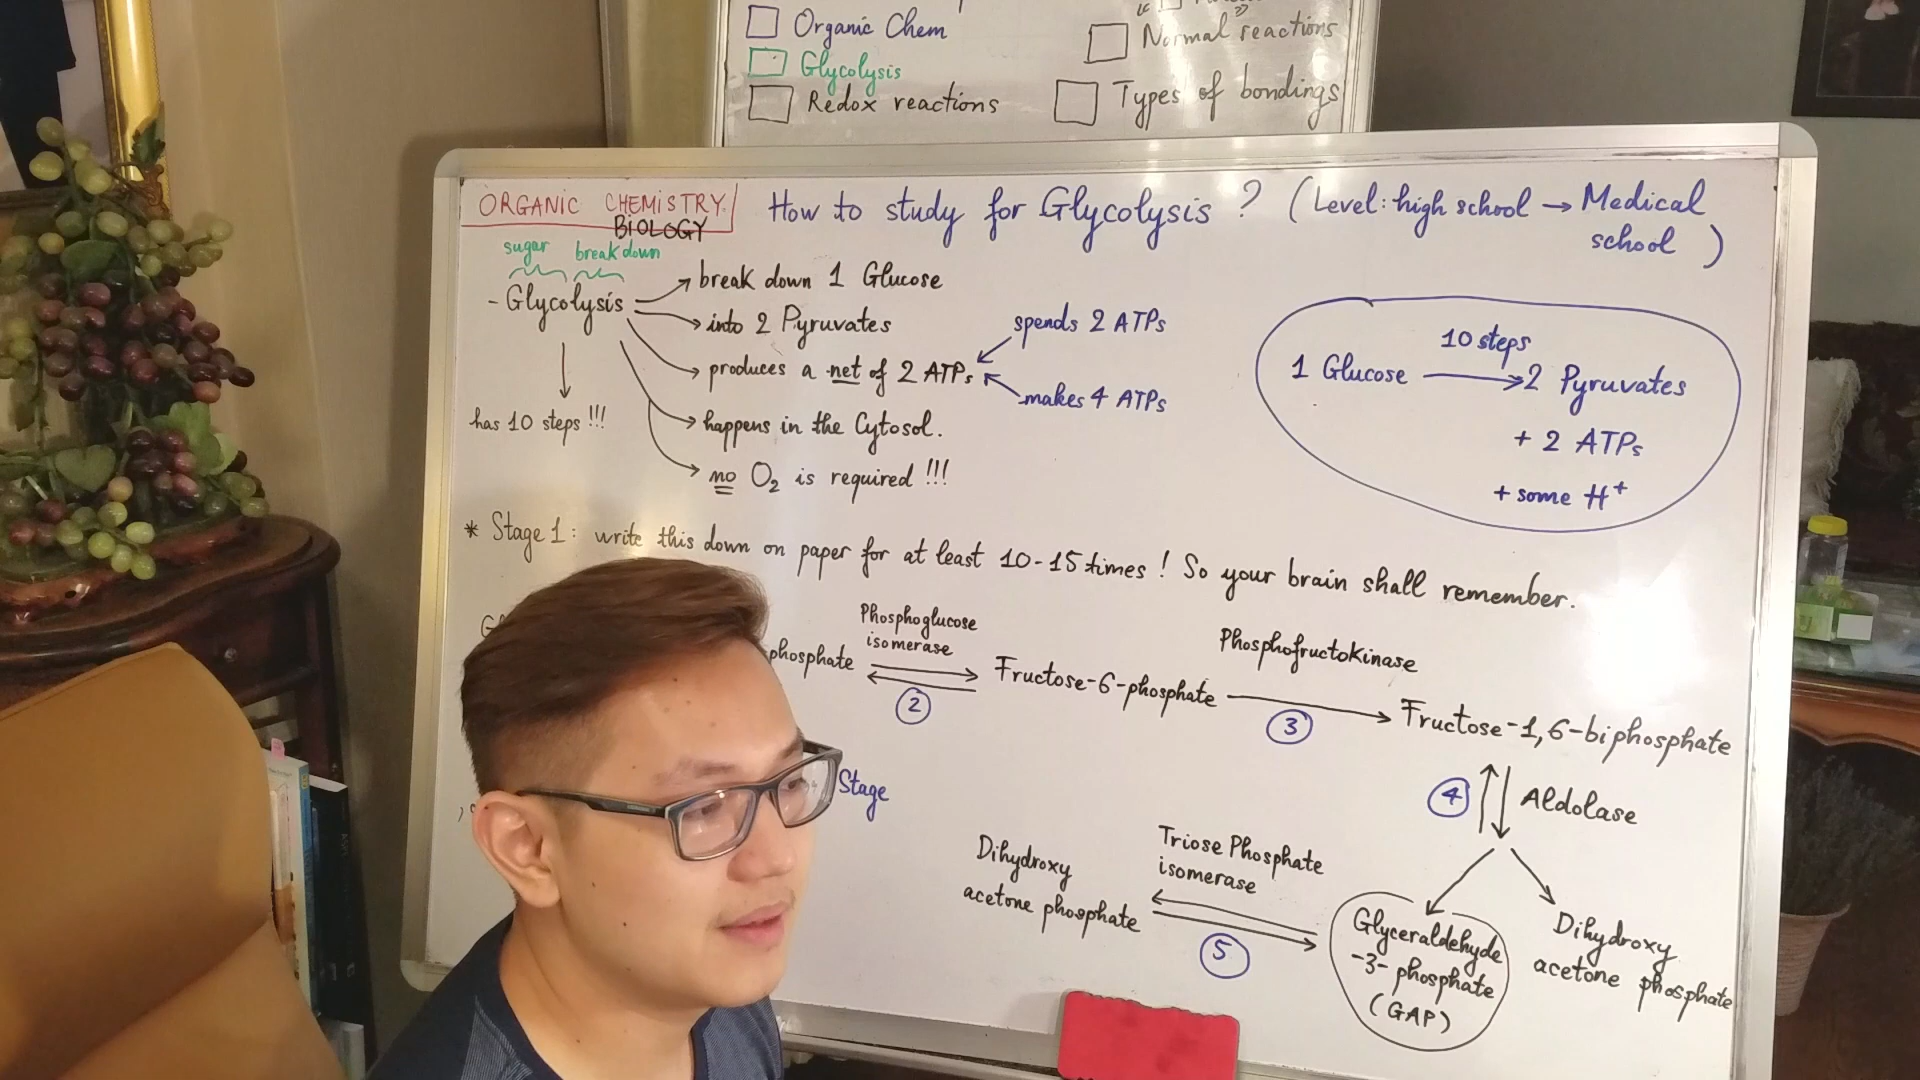 Organic Chem
Glycolysis
Redox reactions
Normal reactions
Types of bondings
ORGANIC CHEMISTRY
BIOLOGY
How to study for Glycolysis ? (Level: high school → Medical
school )
sugar break down
- Glycolysis
has 10 steps !!!
break down 1 Glucose
into 2 Pyruvates
produces a net of 2 ATPs
spends 2 ATPs
makes 4 ATPs
happens in the Cytosol.
no O₂ is required !!!
10 steps
1 Glucose → 2 Pyruvates
+ 2 ATPs
+ some H⁺
* Stage 1: write this down on paper for at least 10-15 times ! So your brain shall remember.
phosphate
Phosphoglucose
isomerase
2
Fructose-6-phosphate
Phosphofructokinase
3
Fructose-1,6-biphosphate
4
Aldolase
Stage
Dihydroxy
acetone phosphate
Triose Phosphate
isomerase
5
Glyceraldehyde
-3-phosphate
(GAP)
Dihydroxy
acetone phosphate